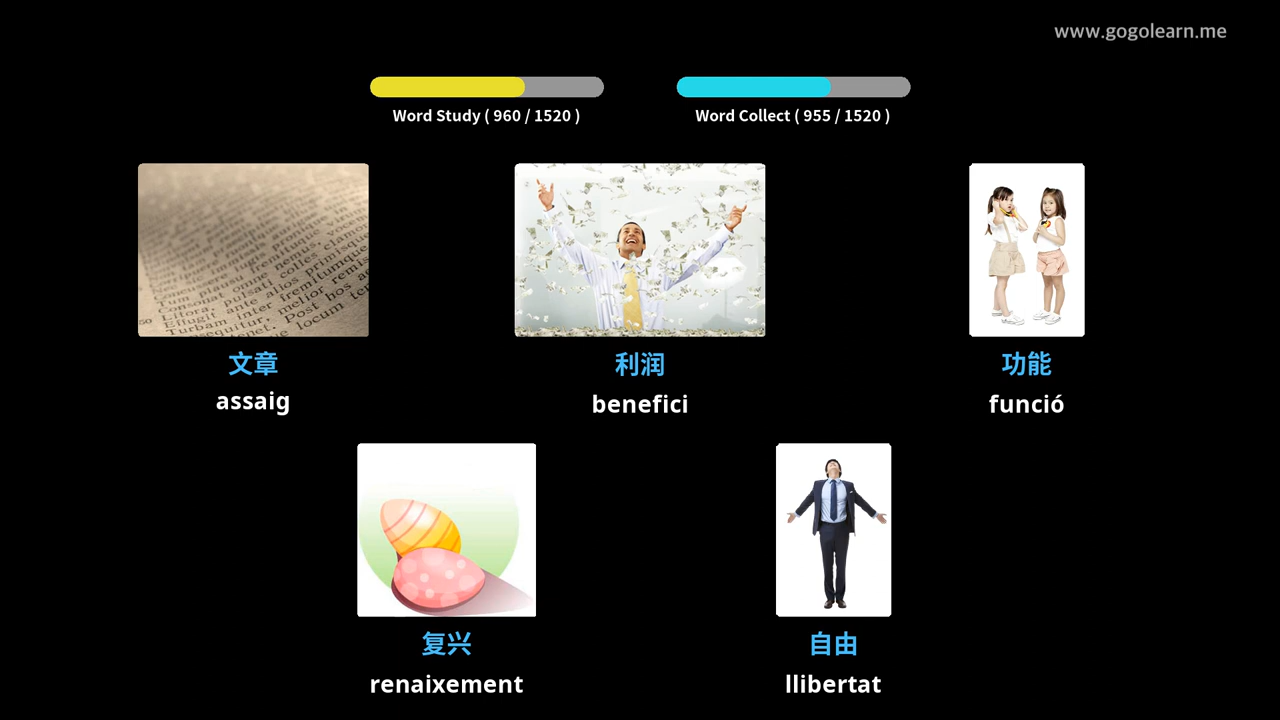 www.gogolearn.me
Word Study ( 960 / 1520 )
Word Collect ( 955 / 1520 )
文章
assaig
利润
benefici
功能
funció
复兴
renaixement
自由
llibertat